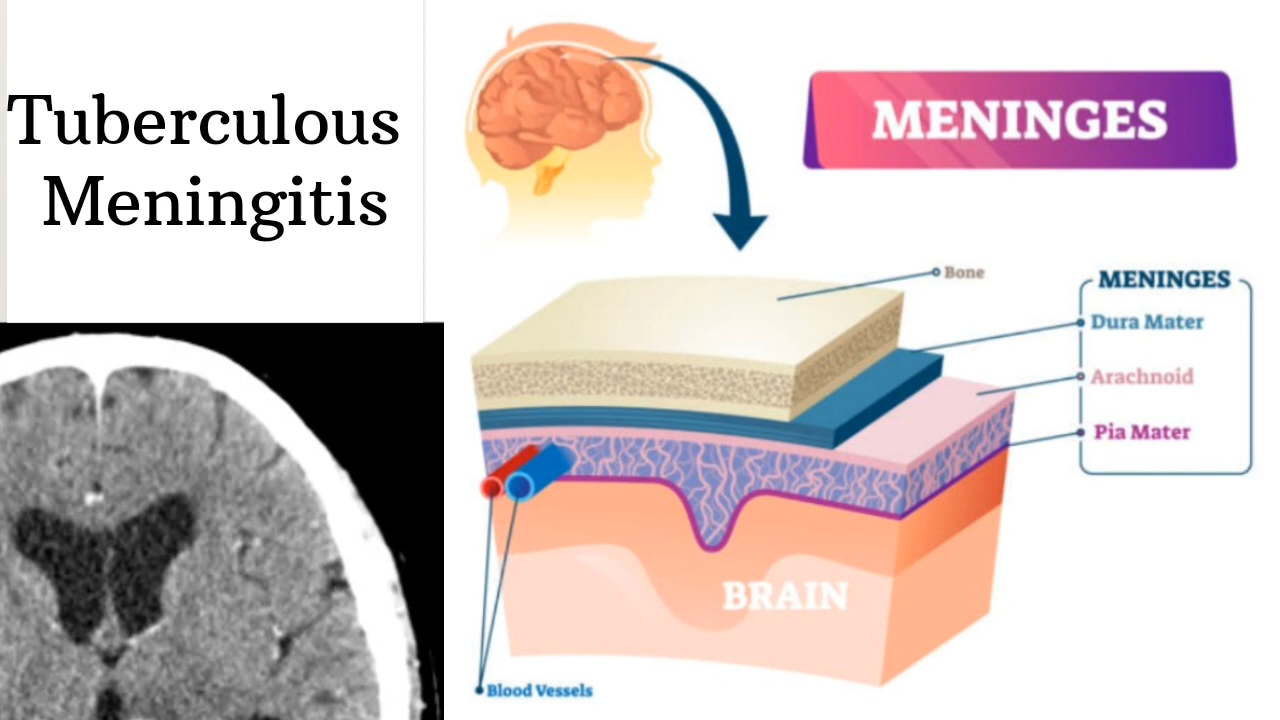 Tuberculous
Meningitis
MENINGES
Bone
MENINGES
Dura Mater
Arachnoid
Pia Mater
BRAIN
Blood Vessels